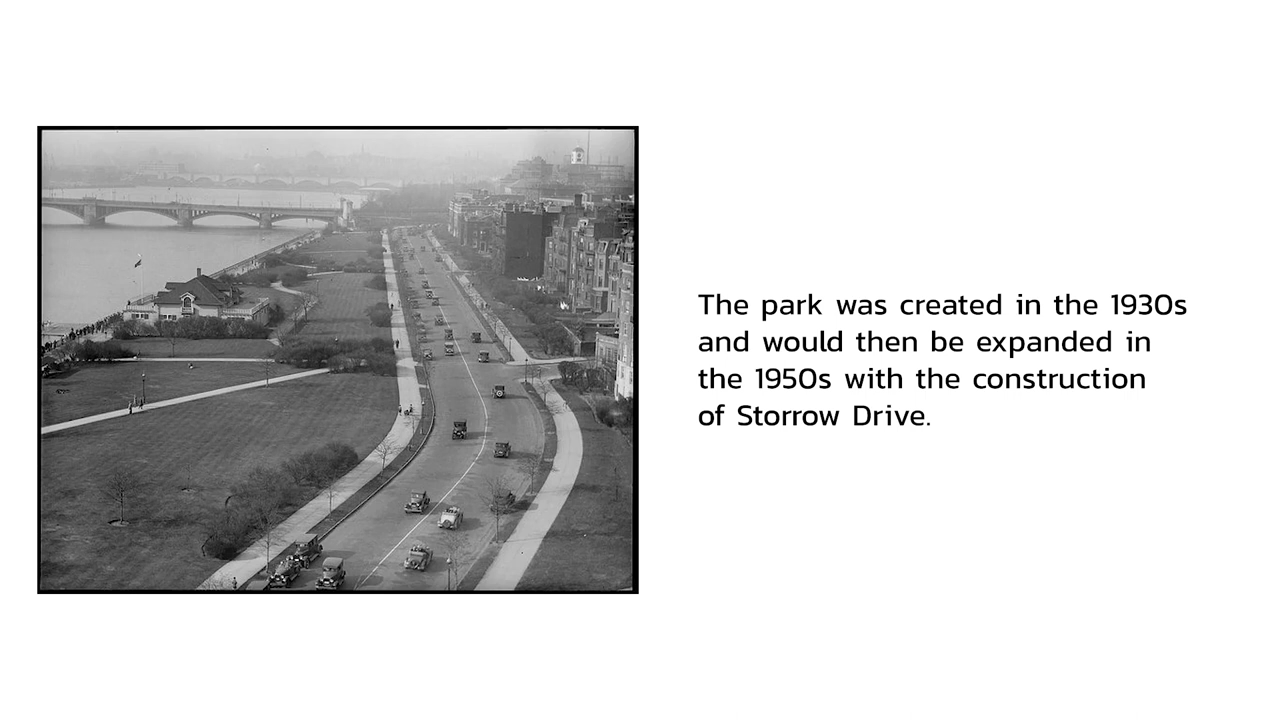 The park was created in the 1930s
and would then be expanded in
the 1950s with the construction
of Storrow Drive.